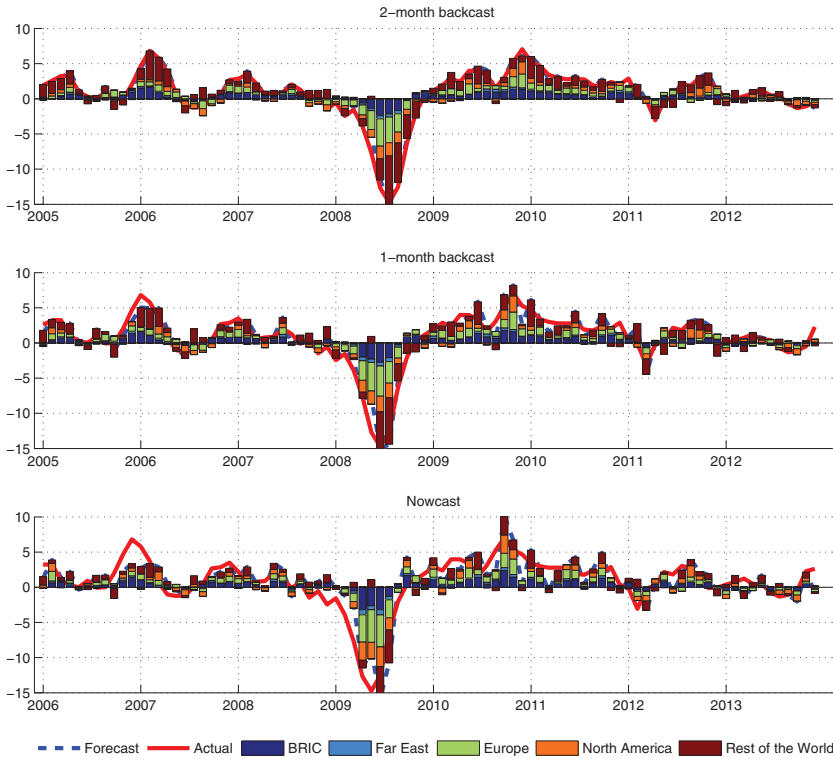 2−month backcast
10
5
0
−5
−10
−15
2005 2006 2007 2008 2009 2010 2011 2012
1−month backcast
10
5
0
−5
−10
−15
2005 2006 2007 2008 2009 2010 2011 2012
Nowcast
10
5
0
−5
−10
−15
2006 2007 2008 2009 2010 2011 2012 2013
Forecast Actual BRIC Far East Europe North America Rest of the World